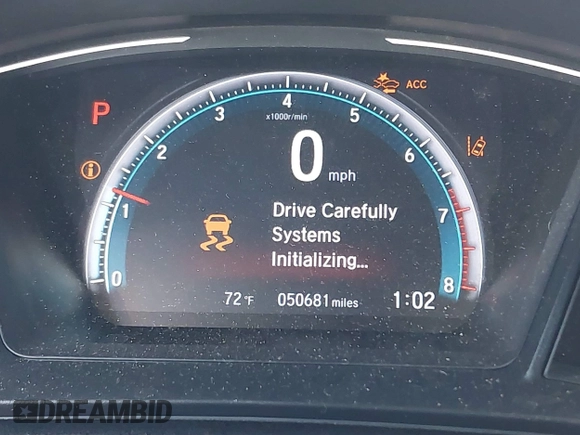 ACC
P
4
x1000r/min
3
5
2
6
0 mph
i
1
7
Drive Carefully
Systems
Initializing...
0
8
72°F 050681 miles 1:02
DREAMBID